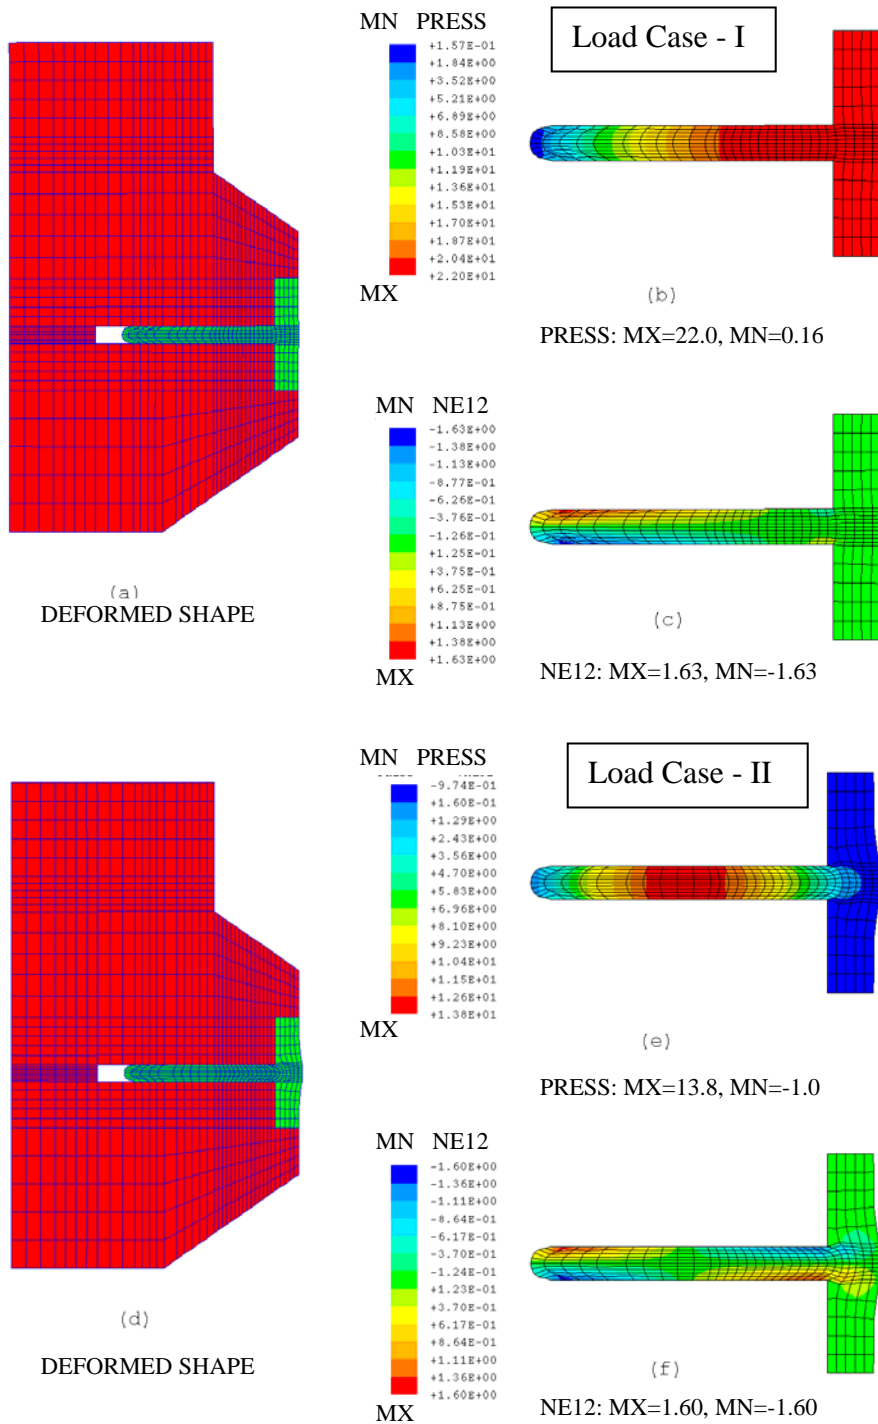 MN PRESS
+1.57E-01
+1.84E+00
+3.52E+00
+5.21E+00
+6.89E+00
+8.58E+00
+1.03E+01
+1.19E+01
+1.36E+01
+1.53E+01
+1.70E+01
+1.87E+01
+2.04E+01
+2.20E+01
MX
Load Case - I
(b)
PRESS: MX=22.0, MN=0.16
(a)
DEFORMED SHAPE
MN NE12
-1.63E+00
-1.38E+00
-1.13E+00
-8.77E-01
-6.26E-01
-3.76E-01
-1.26E-01
+1.25E-01
+3.75E-01
+6.25E-01
+8.75E-01
+1.13E+00
+1.38E+00
+1.63E+00
MX
(c)
NE12: MX=1.63, MN=-1.63
MN PRESS
-9.74E-01
+1.60E-01
+1.29E+00
+2.43E+00
+3.56E+00
+4.70E+00
+5.83E+00
+6.96E+00
+8.10E+00
+9.23E+00
+1.04E+01
+1.15E+01
+1.26E+01
+1.38E+01
MX
Load Case - II
(e)
PRESS: MX=13.8, MN=-1.0
(d)
DEFORMED SHAPE
MN NE12
-1.60E+00
-1.36E+00
-1.11E+00
-8.64E-01
-6.17E-01
-3.70E-01
-1.24E-01
+1.23E-01
+3.70E-01
+6.17E-01
+8.64E-01
+1.11E+00
+1.36E+00
+1.60E+00
MX
(f)
NE12: MX=1.60, MN=-1.60